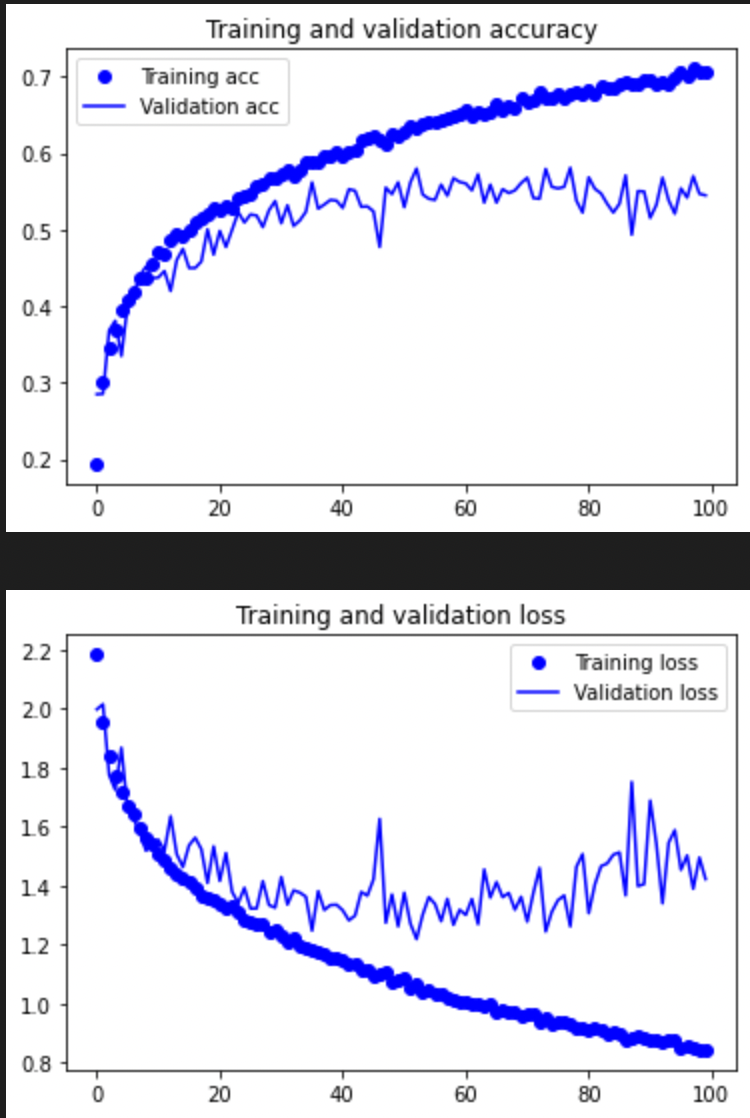 Training and validation accuracy
Training acc
Validation acc
0.7
0.6
0.5
0.4
0.3
0.2
0 20 40 60 80 100
Training and validation loss
Training loss
Validation loss
2.2
2.0
1.8
1.6
1.4
1.2
1.0
0.8
0 20 40 60 80 100